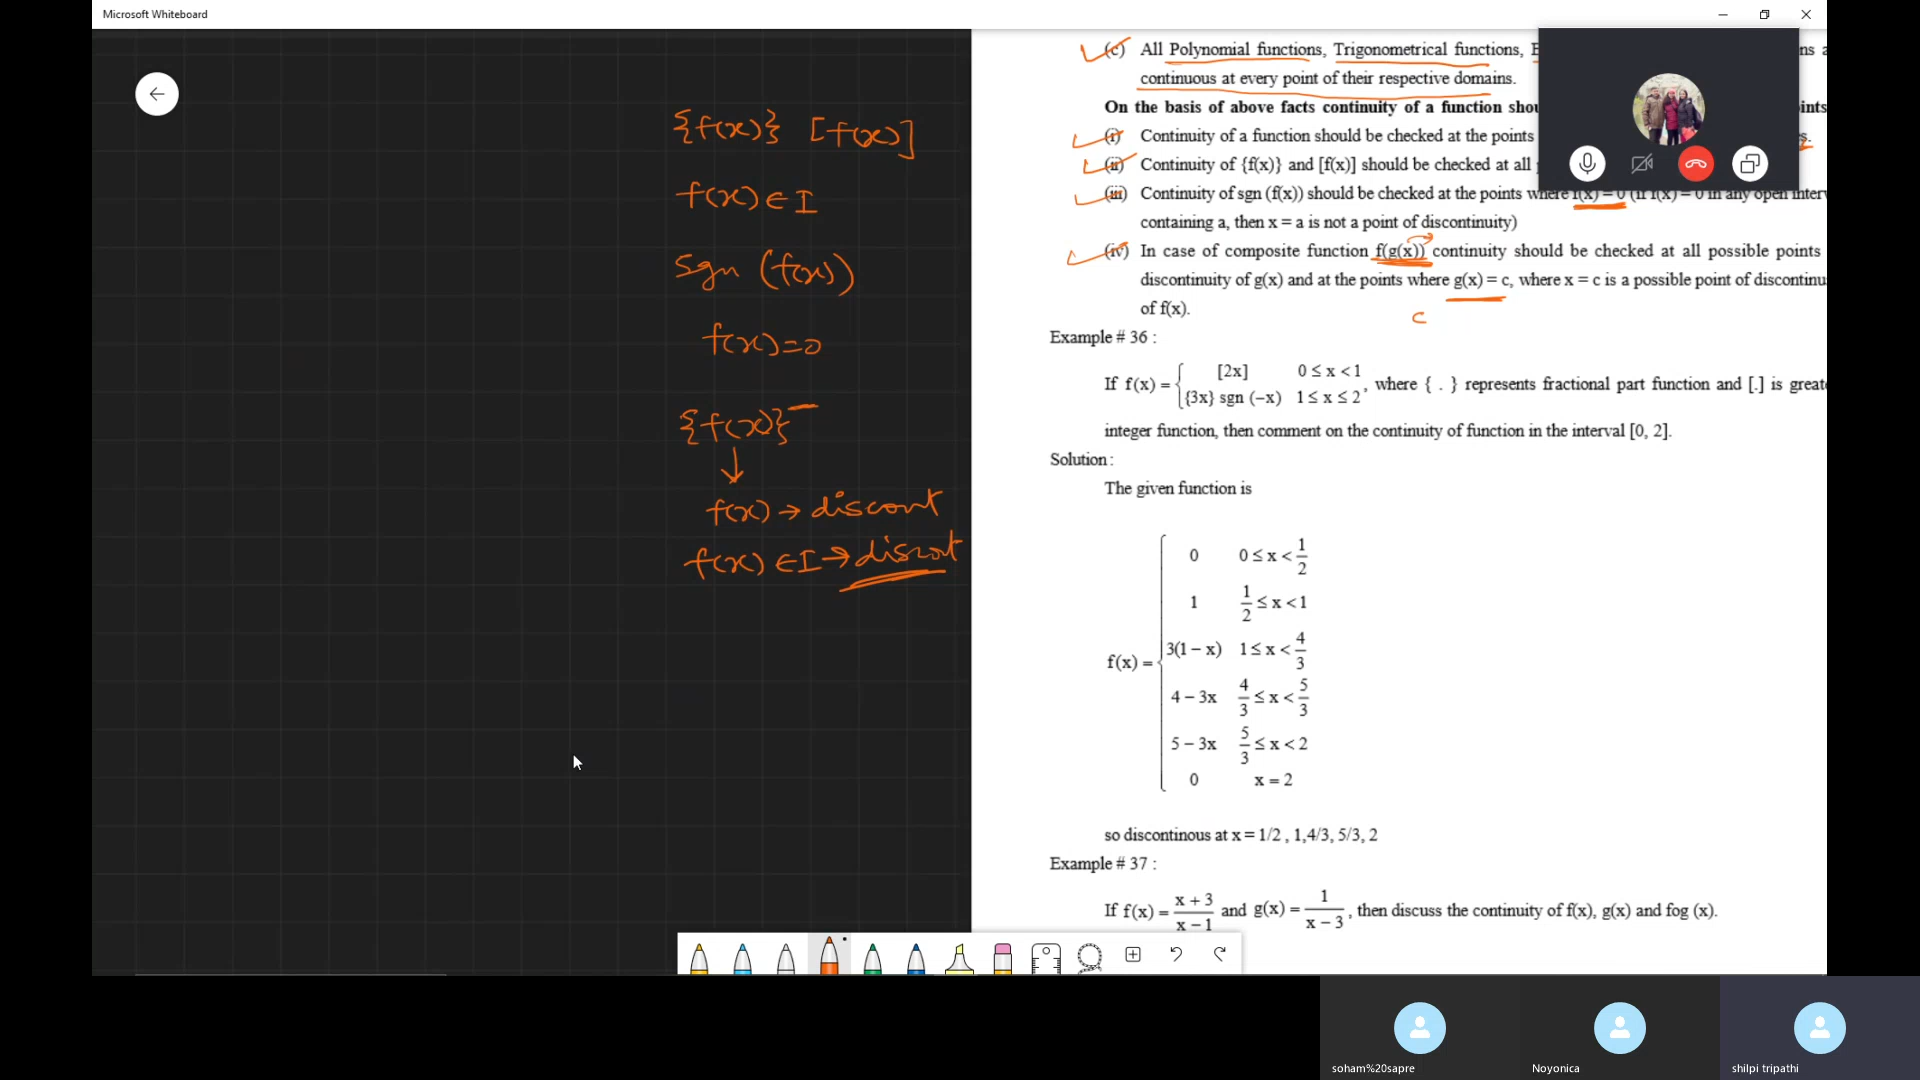 Microsoft Whiteboard
{f(x)} [f(x)]
f(x) ∈ I
Sgn (f(x))
f(x)=0
{f(x)}
↓
f(x) → discont
f(x) ∈ I → discont
(c) All Polynomial functions, Trigonometrical functions, E
continuous at every point of their respective domains.
On the basis of above facts continuity of a function shou
(i) Continuity of a function should be checked at the points
(ii) Continuity of {f(x)} and [f(x)] should be checked at all
(iii) Continuity of sgn (f(x)) should be checked at the points where f(x) = 0 (if f(x) = 0 in any open interv
containing a, then x = a is not a point of discontinuity)
(iv) In case of composite function f(g(x)) continuity should be checked at all possible points
discontinuity of g(x) and at the points where g(x) = c, where x = c is a possible point of discontinu
of f(x).
c
Example # 36 :
If f(x) = { [2x] 0 ≤ x < 1
{3x} sgn (−x) 1 ≤ x ≤ 2 , where { . } represents fractional part function and [.] is great
integer function, then comment on the continuity of function in the interval [0, 2].
Solution :
The given function is
f(x) =
0 0 ≤ x < 1/2
1 1/2 ≤ x < 1
3(1 − x) 1 ≤ x < 4/3
4 − 3x 4/3 ≤ x < 5/3
5 − 3x 5/3 ≤ x < 2
0 x = 2
so discontinous at x = 1/2 , 1,4/3, 5/3, 2
Example # 37 :
If f(x) = x + 3 / x − 1 and g(x) = 1 / x − 3 , then discuss the continuity of f(x), g(x) and fog (x).
soham%20sapre
Noyonica
shilpi tripathi